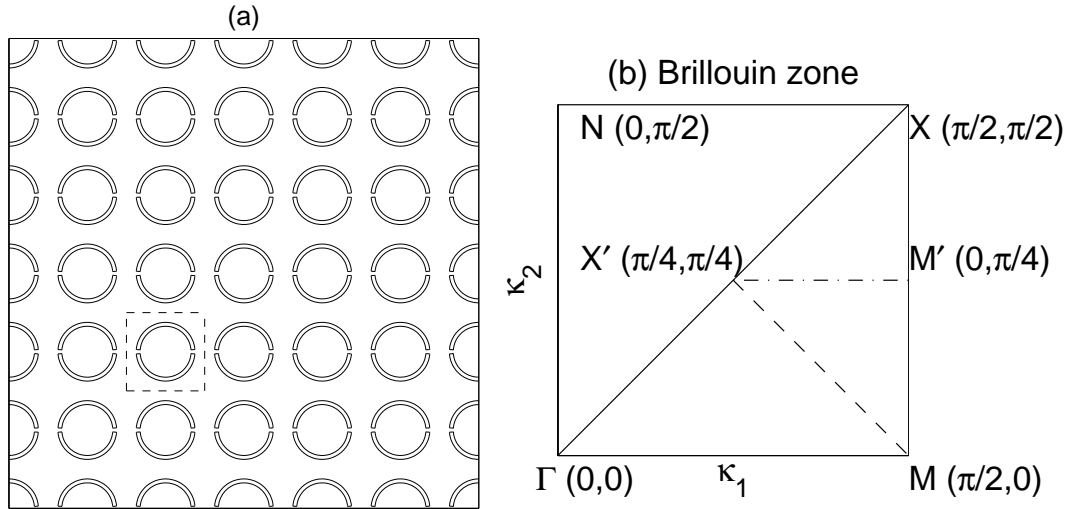 (a)
(b) Brillouin zone
N (0,π/2)
X (π/2,π/2)
X′ (π/4,π/4)
M′ (0,π/4)
κ₂
Γ (0,0)
κ₁
M (π/2,0)